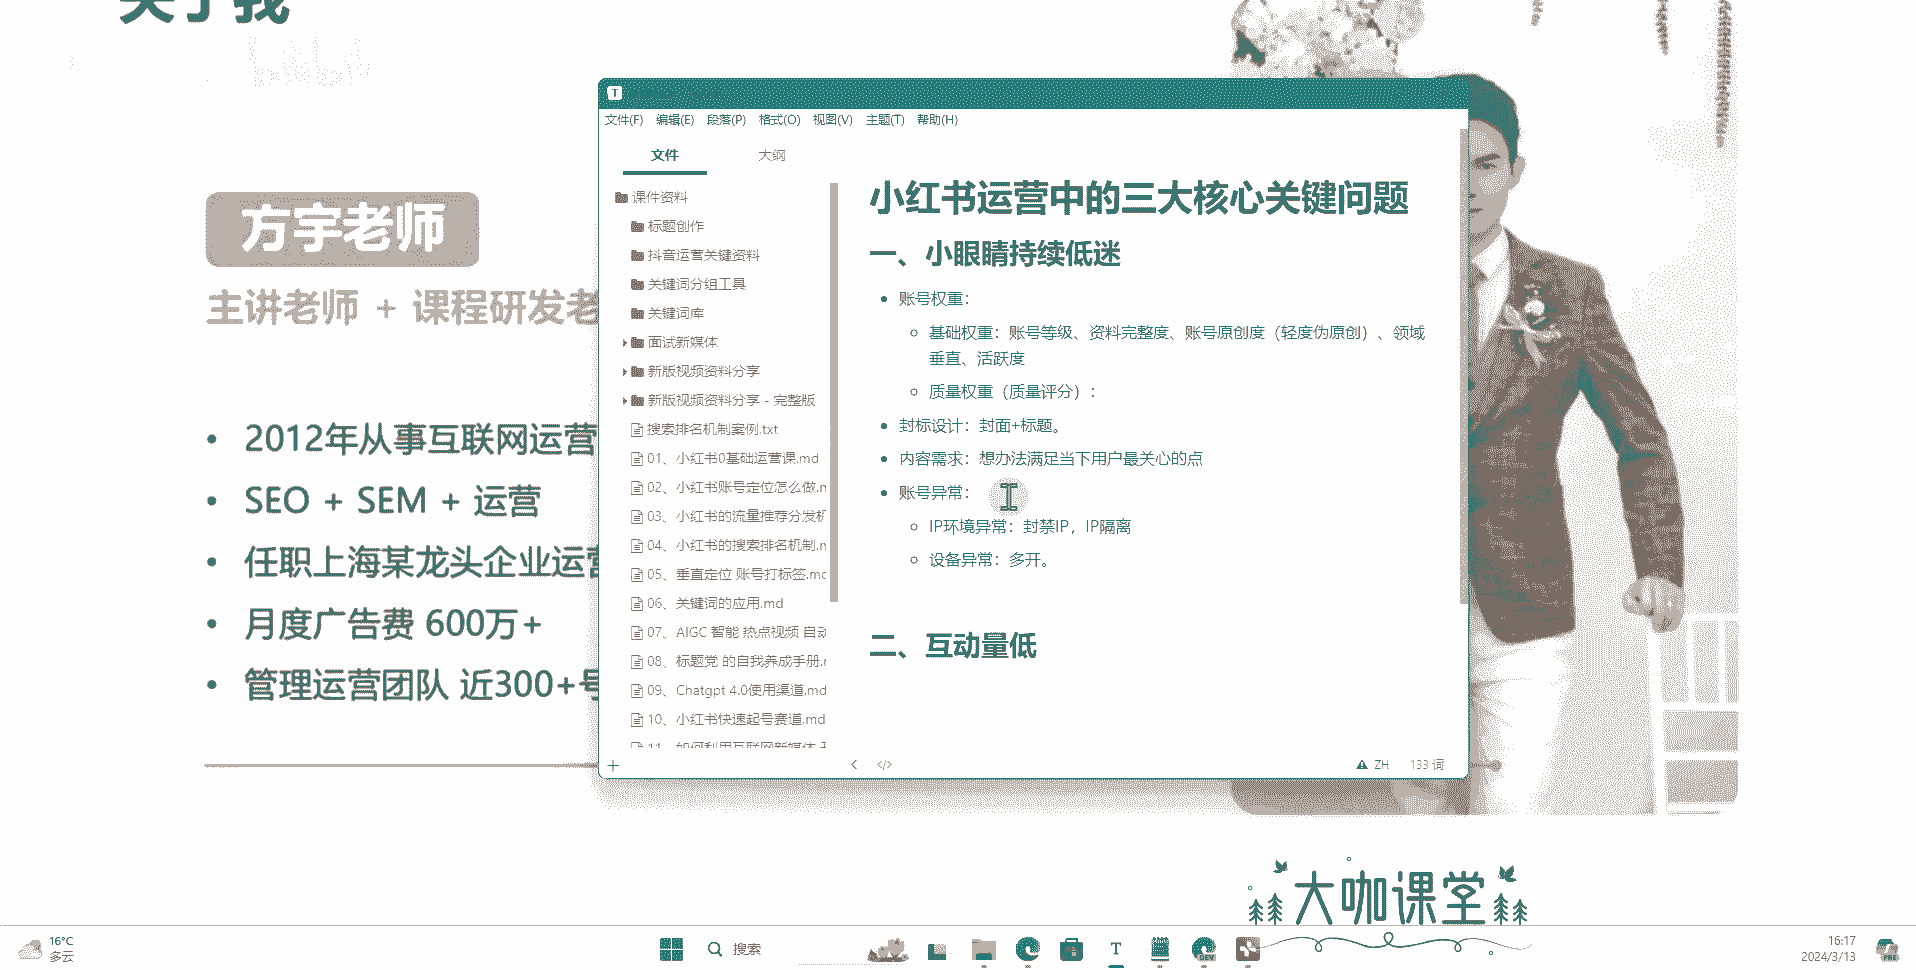 关于我
方宇老师
主讲老师 + 课程研发老
2012年从事互联网运营
SEO + SEM + 运营
任职上海某龙头企业运营
月度广告费 600万+
管理运营团队 近300+号
T
文件(F) 编辑(E) 段落(P) 格式(O) 视图(V) 主题(T) 帮助(H)
文件 大纲
课件资料
标题创作
抖音运营关键资料
关键词分组工具
关键词库
面试新媒体
新版视频资料分享
新版视频资料分享 - 完整版
搜索排名机制案例.txt
01、小红书0基础运营课.md
02、小红书账号定位怎么做.m
03、小红书的流量推荐分发机
04、小红书的搜索排名机制.m
05、垂直定位 账号打标签.md
06、关键词的应用.md
07、AIGC 智能 热点视频 自动
08、标题党 的自我养成手册.m
09、Chatgpt 4.0使用渠道.md
10、小红书快速起号赛道.md
11、如何利用互联网新媒体
小红书运营中的三大核心关键问题
一、小眼睛持续低迷
账号权重：
基础权重：账号等级、资料完整度、账号原创度（轻度伪原创）、领域
垂直、活跃度
质量权重（质量评分）：
封标设计：封面+标题。
内容需求：想办法满足当下用户最关心的点
账号异常：
IP环境异常：封禁IP，IP隔离
设备异常：多开。
二、互动量低
ZH 133 词
大咖课堂
16°C
多云
搜索
T
DEV
16:17
2024/3/13
PRE